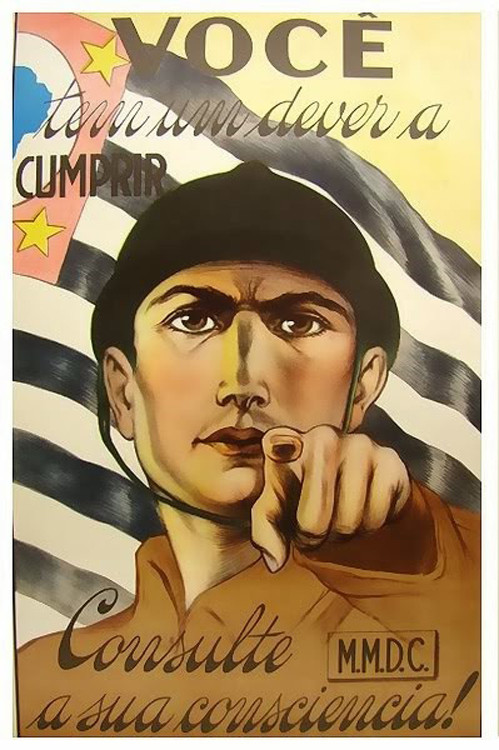 VOCÊ
tem um dever a
CUMPRIR
Consulte M.M.D.C.
a sua consciencia!